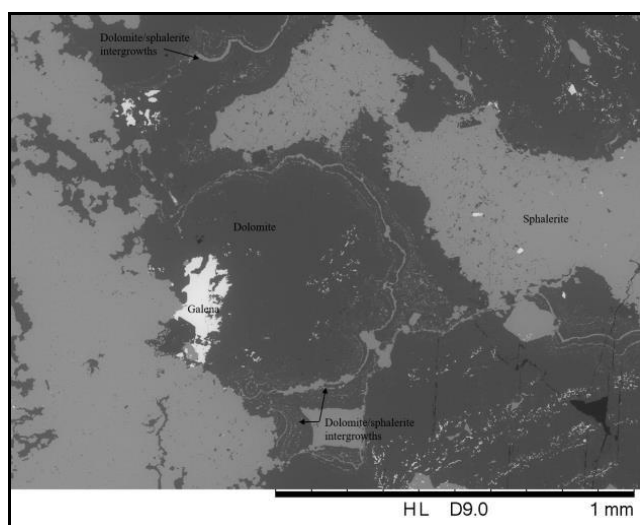 Dolomite/sphalerite
intergrowths
Dolomite
Sphalerite
Galena
Dolomite/sphalerite
intergrowths
HL D9.0 1 mm